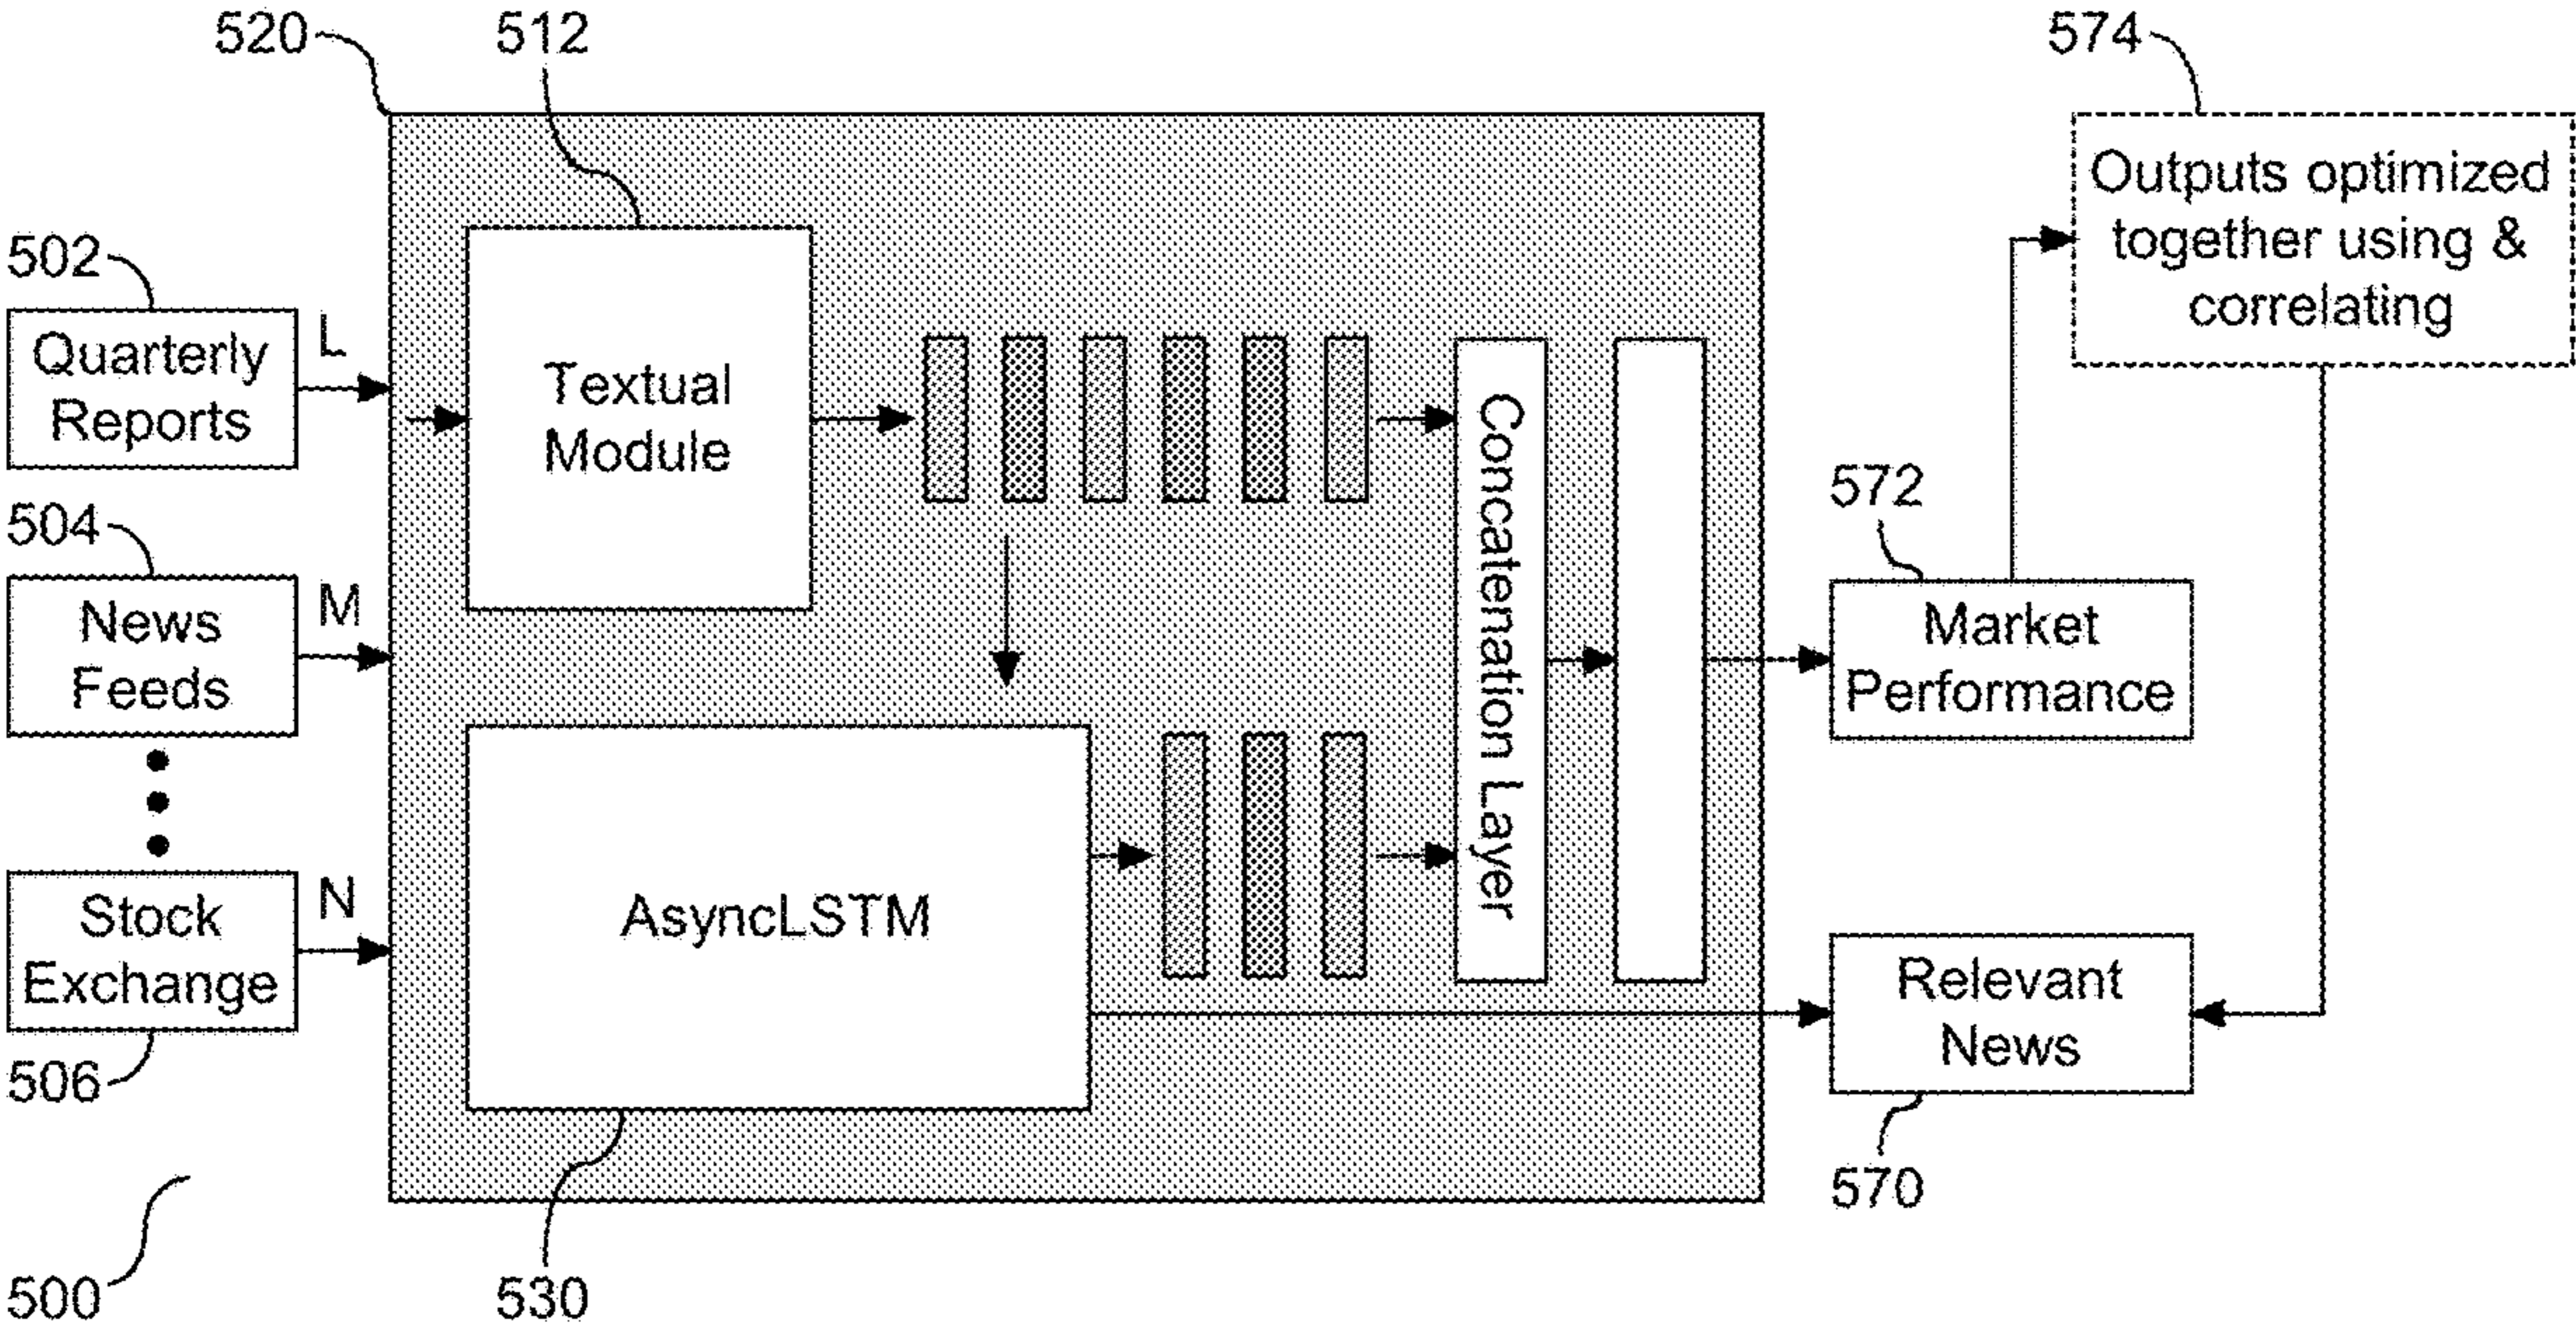 520
512
574
Outputs optimized
together using &
correlating
502
Quarterly
Reports
L
Textual
Module
504
News
Feeds
M
Concatenation Layer
572
Market
Performance
Stock
Exchange
N
506
AsyncLSTM
Relevant
News
570
500
530